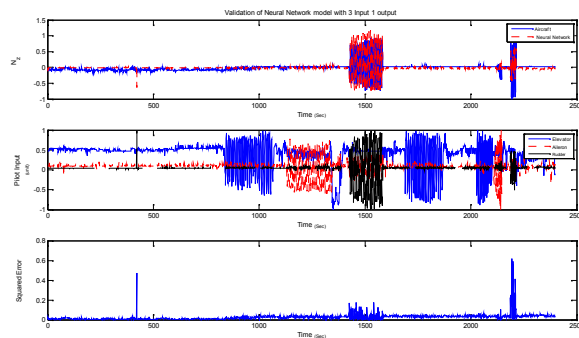 Validation of Neural Network model with 3 Input 1 output
1.5
1
0.5
0
-0.5
-1
N z
0 500 1000 1500 2000 2500
Time (Sec)
Aircraft
Neural Network
1
0.5
0
-0.5
-1
Pilot Input
0 500 1000 1500 2000 2500
Time (Sec)
Elevator
Aileron
Rudder
0.8
0.6
0.4
0.2
0
Squared Error
0 500 1000 1500 2000 2500
Time (Sec)